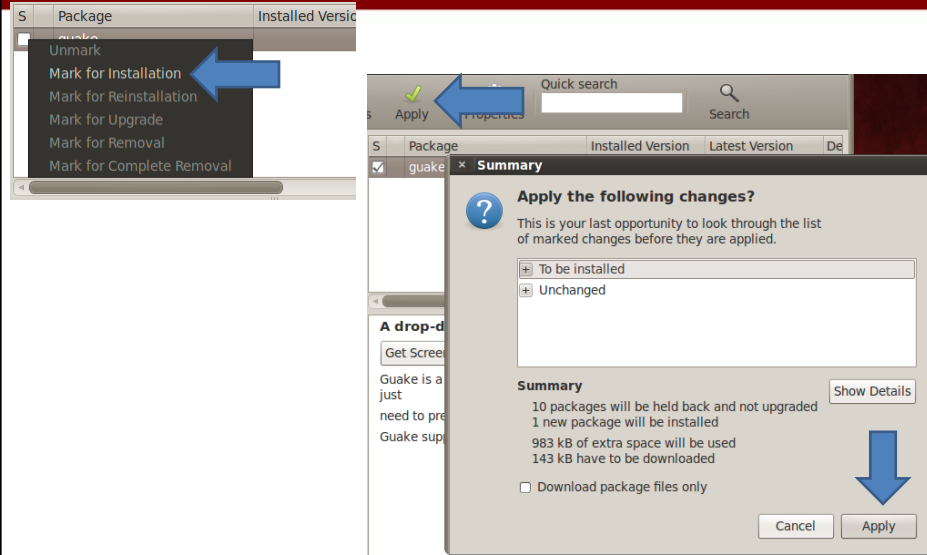 S Package Installed Versio
guake
Unmark
Mark for Installation
Mark for Reinstallation
Mark for Upgrade
Mark for Removal
Mark for Complete Removal
s Apply Properties Quick search Search
S Package Installed Version Latest Version De
guake
× Summary
Apply the following changes?
This is your last opportunity to look through the list
of marked changes before they are applied.
+ To be installed
+ Unchanged
Summary
Show Details
10 packages will be held back and not upgraded
1 new package will be installed
983 kB of extra space will be used
143 kB have to be downloaded
Download package files only
Cancel Apply
A drop-d
Get Scree
Guake is a
just
need to pre
Guake supp